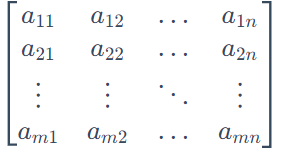 a₁₁ a₁₂ … a₁ₙ
a₂₁ a₂₂ … a₂ₙ
⋮ ⋮ ⋱ ⋮
aₘ₁ aₘ₂ … aₘₙ